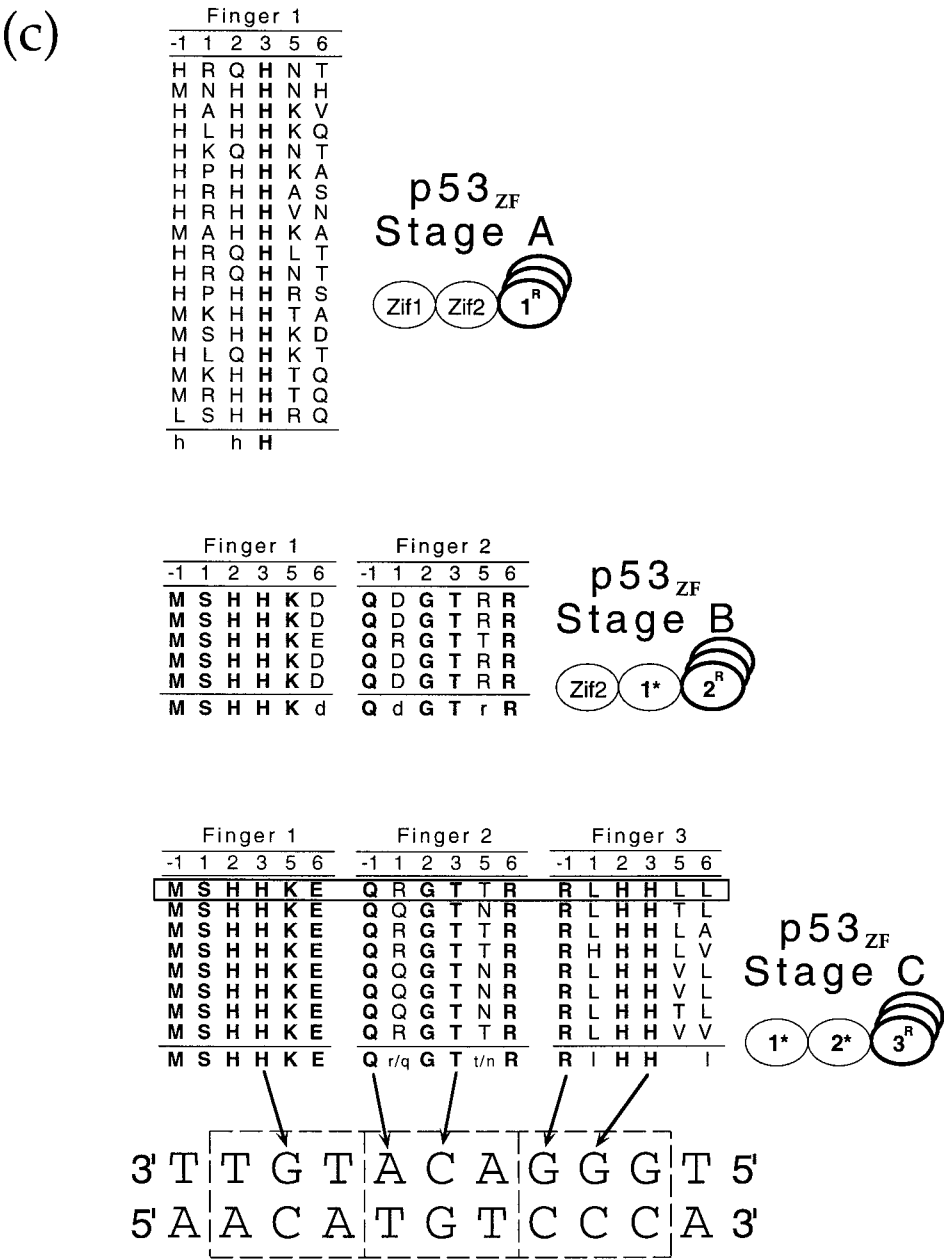 (c)
Finger 1
-1 1 2 3 5 6
H R Q H N T
M N H H N H
H A H H K V
H L H H K Q
H K Q H N T
H P H H K A
H R H H A S
H R H H V N
M A H H K A
H R Q H L T
H R Q H N T
H P H H R S
M K H H T A
M S H H K D
H L Q H K T
M K H H T Q
M R H H T Q
L S H H R Q
h h H
p53ZF
Stage A
Zif1 Zif2 1R
Finger 1 Finger 2
-1 1 2 3 5 6 -1 1 2 3 5 6
M S H H K D Q D G T R R
M S H H K D Q D G T R R
M S H H K E Q R G T T R
M S H H K D Q D G T R R
M S H H K D Q D G T R R
M S H H K d Q d G T r R
p53ZF
Stage B
Zif2 1* 2R
Finger 1 Finger 2 Finger 3
-1 1 2 3 5 6 -1 1 2 3 5 6 -1 1 2 3 5 6
M S H H K E Q R G T T R R L H H L L
M S H H K E Q Q G T N R R L H H T L
M S H H K E Q R G T T R R L H H L A
M S H H K E Q R G T T R R H H H L V
M S H H K E Q Q G T N R R L H H V L
M S H H K E Q Q G T N R R L H H V L
M S H H K E Q Q G T N R R L H H T L
M S H H K E Q R G T T R R L H H V V
M S H H K E Q r/q G T t/n R R l H H l
p53ZF
Stage C
1* 2* 3R
3' T T G T A C A G G G T 5'
5' A A C A T G T C C C A 3'